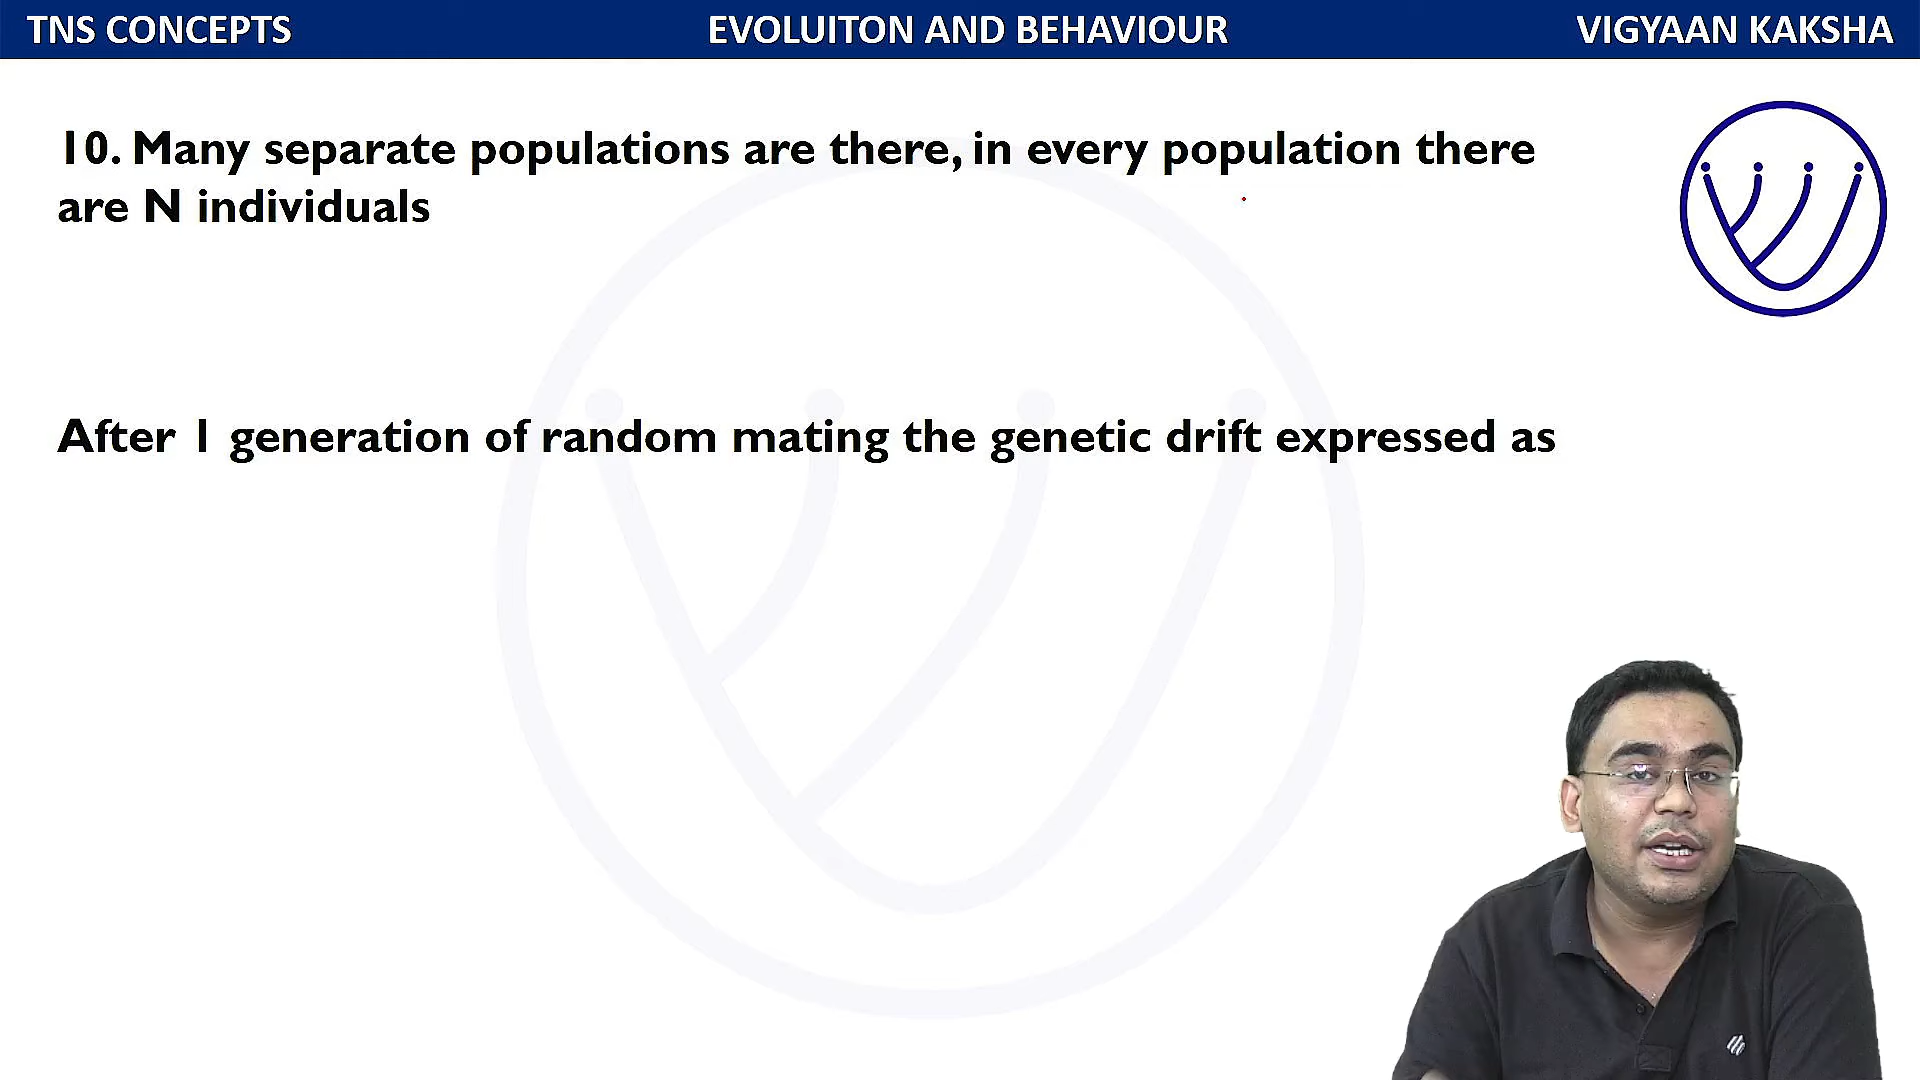 TNS CONCEPTS
EVOLUITON AND BEHAVIOUR
VIGYAAN KAKSHA
10. Many separate populations are there, in every population there
are N individuals
After 1 generation of random mating the genetic drift expressed as